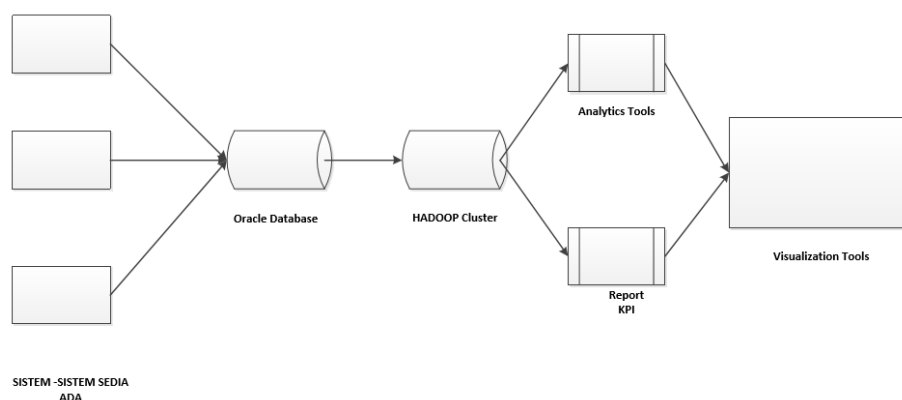 Analytics Tools
Oracle Database
HADOOP Cluster
Visualization Tools
Report
KPI
SISTEM -SISTEM SEDIA
ADA